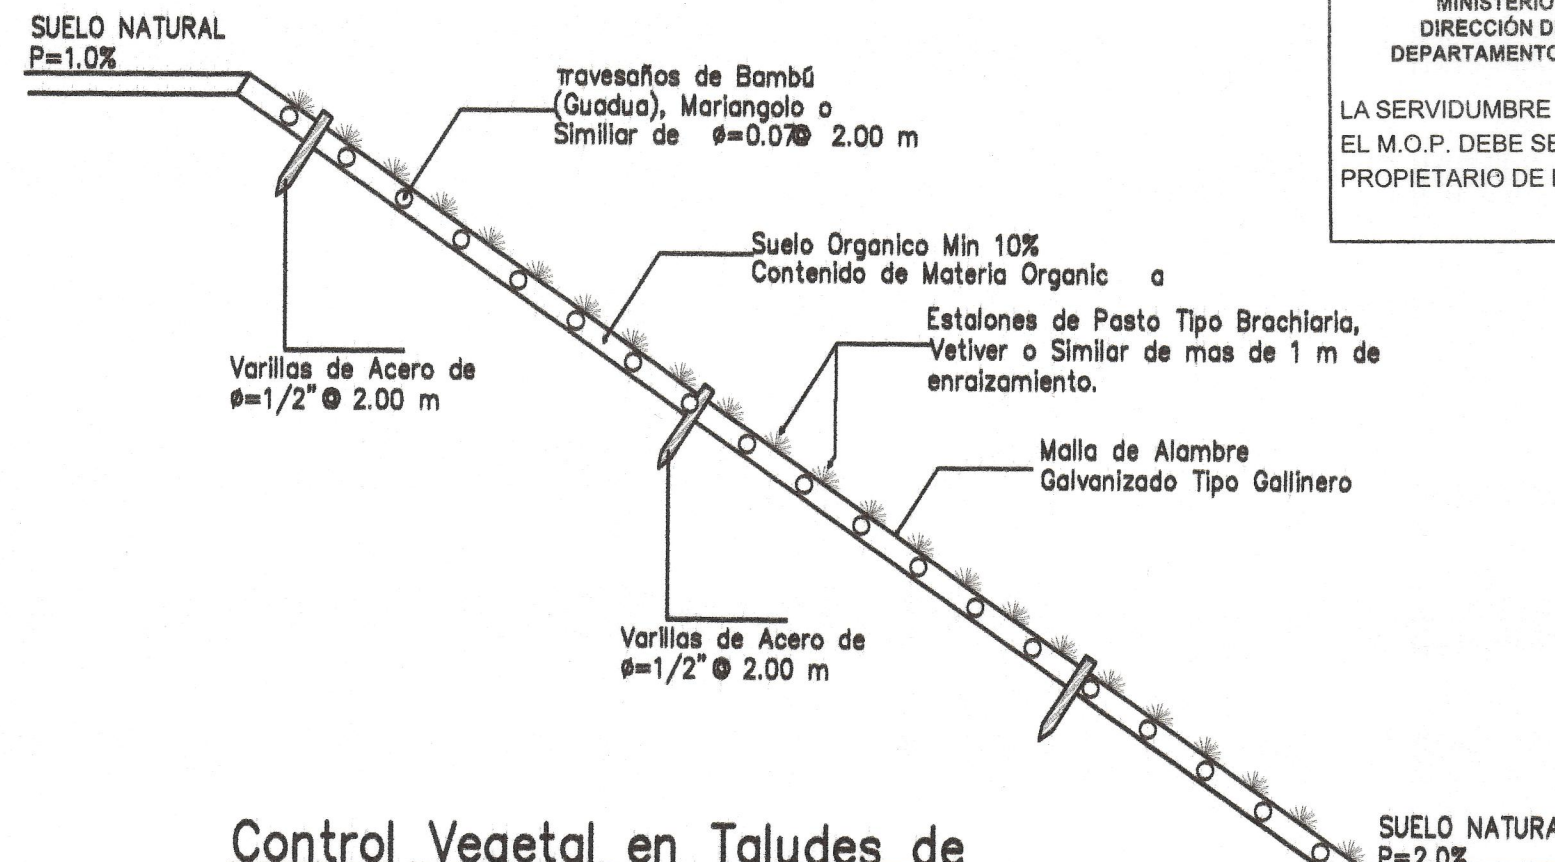 SUELO NATURAL
P=1.0%
Travesaños de Bambú
(Guadua), Mariangolo o
Similiar de ø=0.07@ 2.00 m
MINISTERIO
DIRECCIÓN D
DEPARTAMENTO
LA SERVIDUMBRE
EL M.O.P. DEBE SE
PROPIETARIO DE
Suelo Organico Min 10%
Contenido de Materia Organic a
Estalones de Pasto Tipo Brachiaria,
Vetiver o Similar de mas de 1 m de
enraizamiento.
Varillas de Acero de
ø=1/2"@ 2.00 m
Malla de Alambre
Galvanizado Tipo Gallinero
Varillas de Acero de
ø=1/2"@ 2.00 m
Control Vegetal en Taludes de
SUELO NATURA
P=2.0%